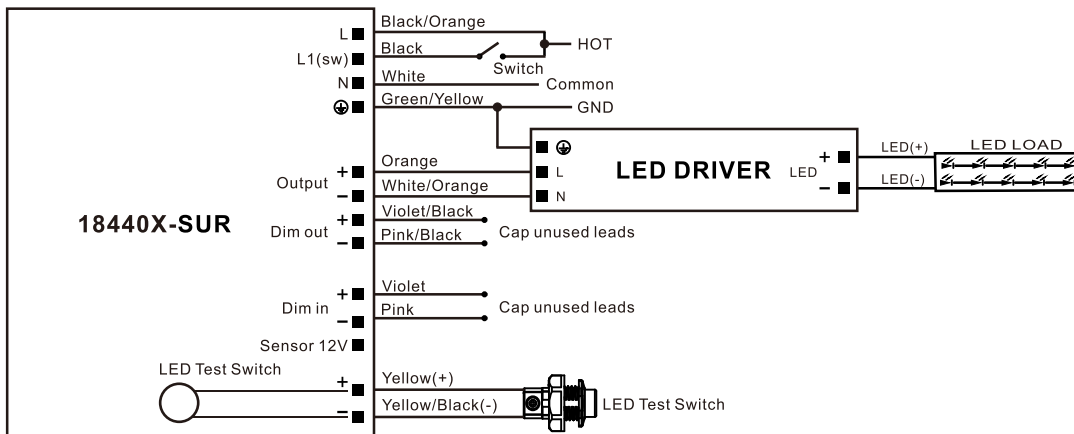 Black/Orange
L
HOT
L1(sw)
Black
Switch
N
White
Common
Green/Yellow
GND
Output
+
Orange
L
LED DRIVER
LED
+
LED(+)
LED LOAD
−
White/Orange
N
−
LED(-)
18440X-SUR
Dim out
+
Violet/Black
−
Pink/Black
Cap unused leads
Dim in
+
Violet
−
Pink
Cap unused leads
Sensor 12V
LED Test Switch
+
Yellow(+)
−
Yellow/Black(-)
LED Test Switch